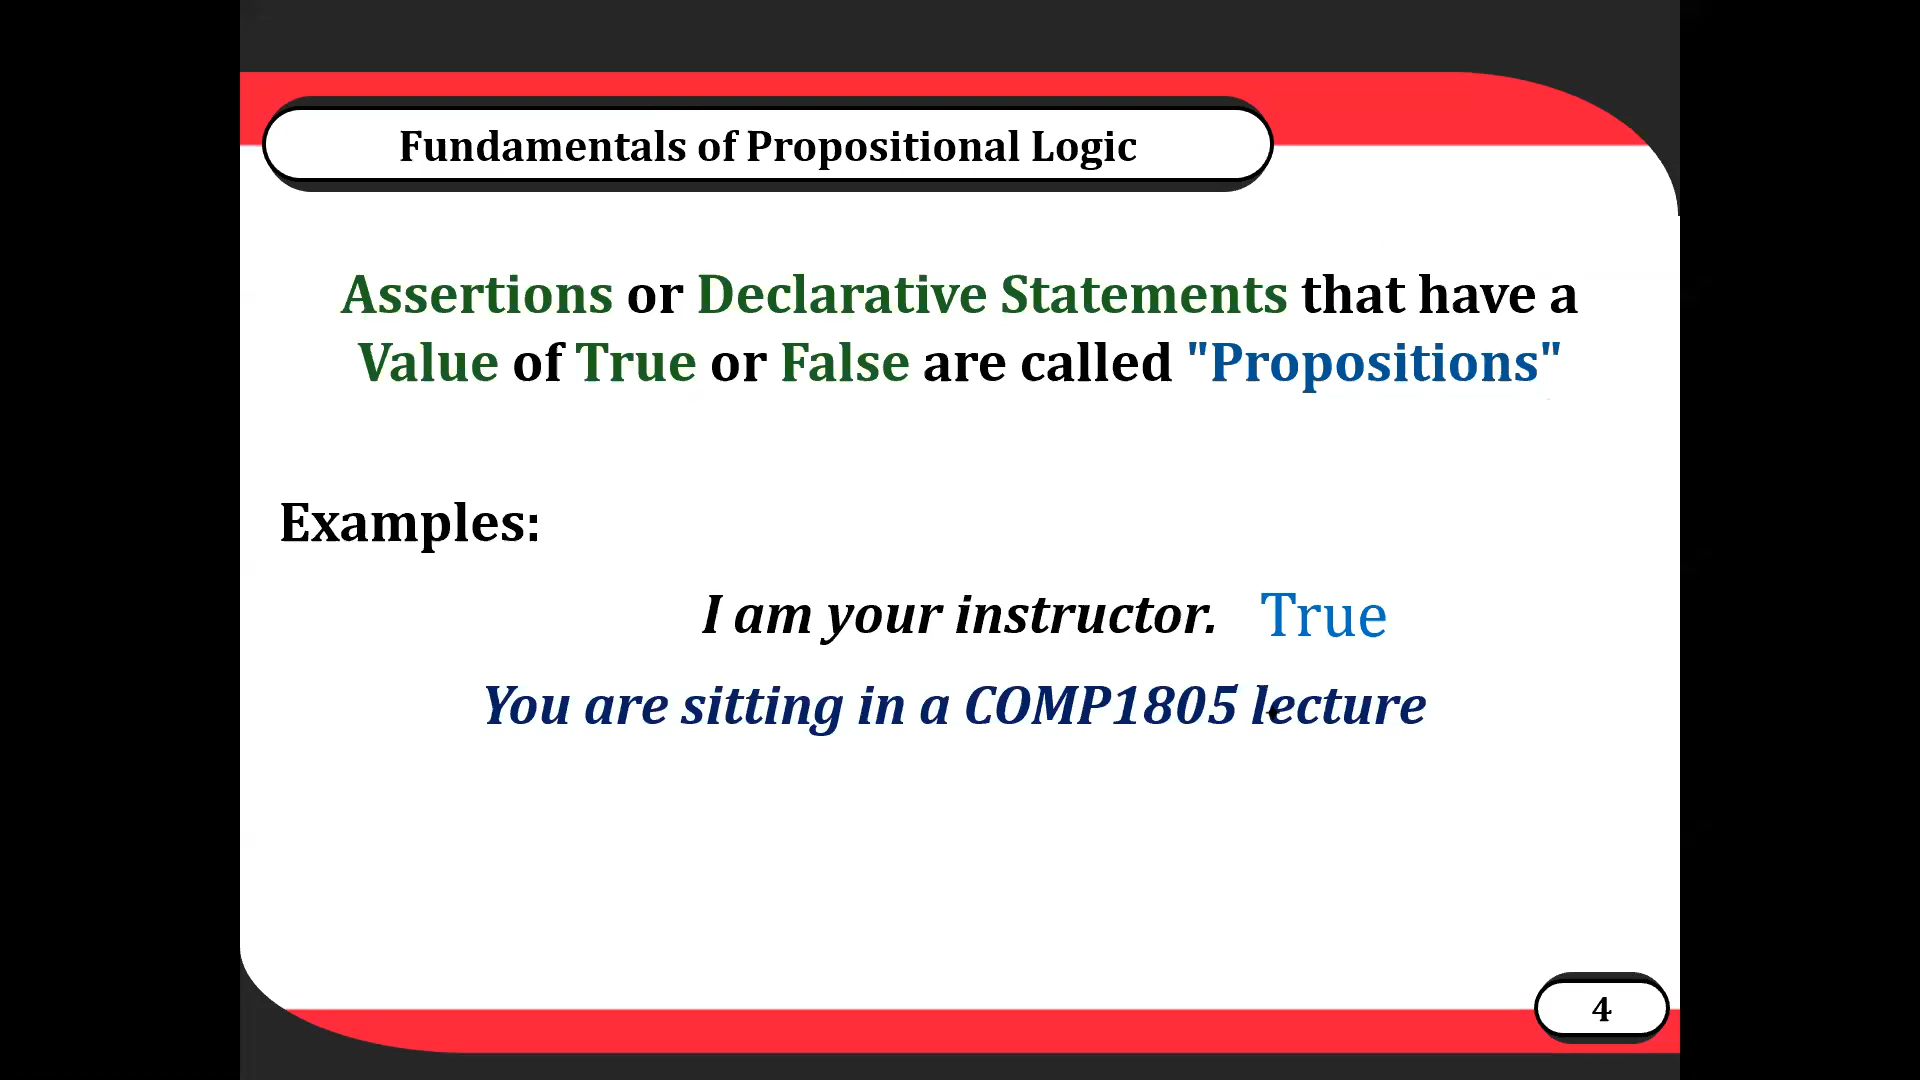 Fundamentals of Propositional Logic
Assertions or Declarative Statements that have a
Value of True or False are called "Propositions"
Examples:
I am your instructor. True
You are sitting in a COMP1805 lecture
4